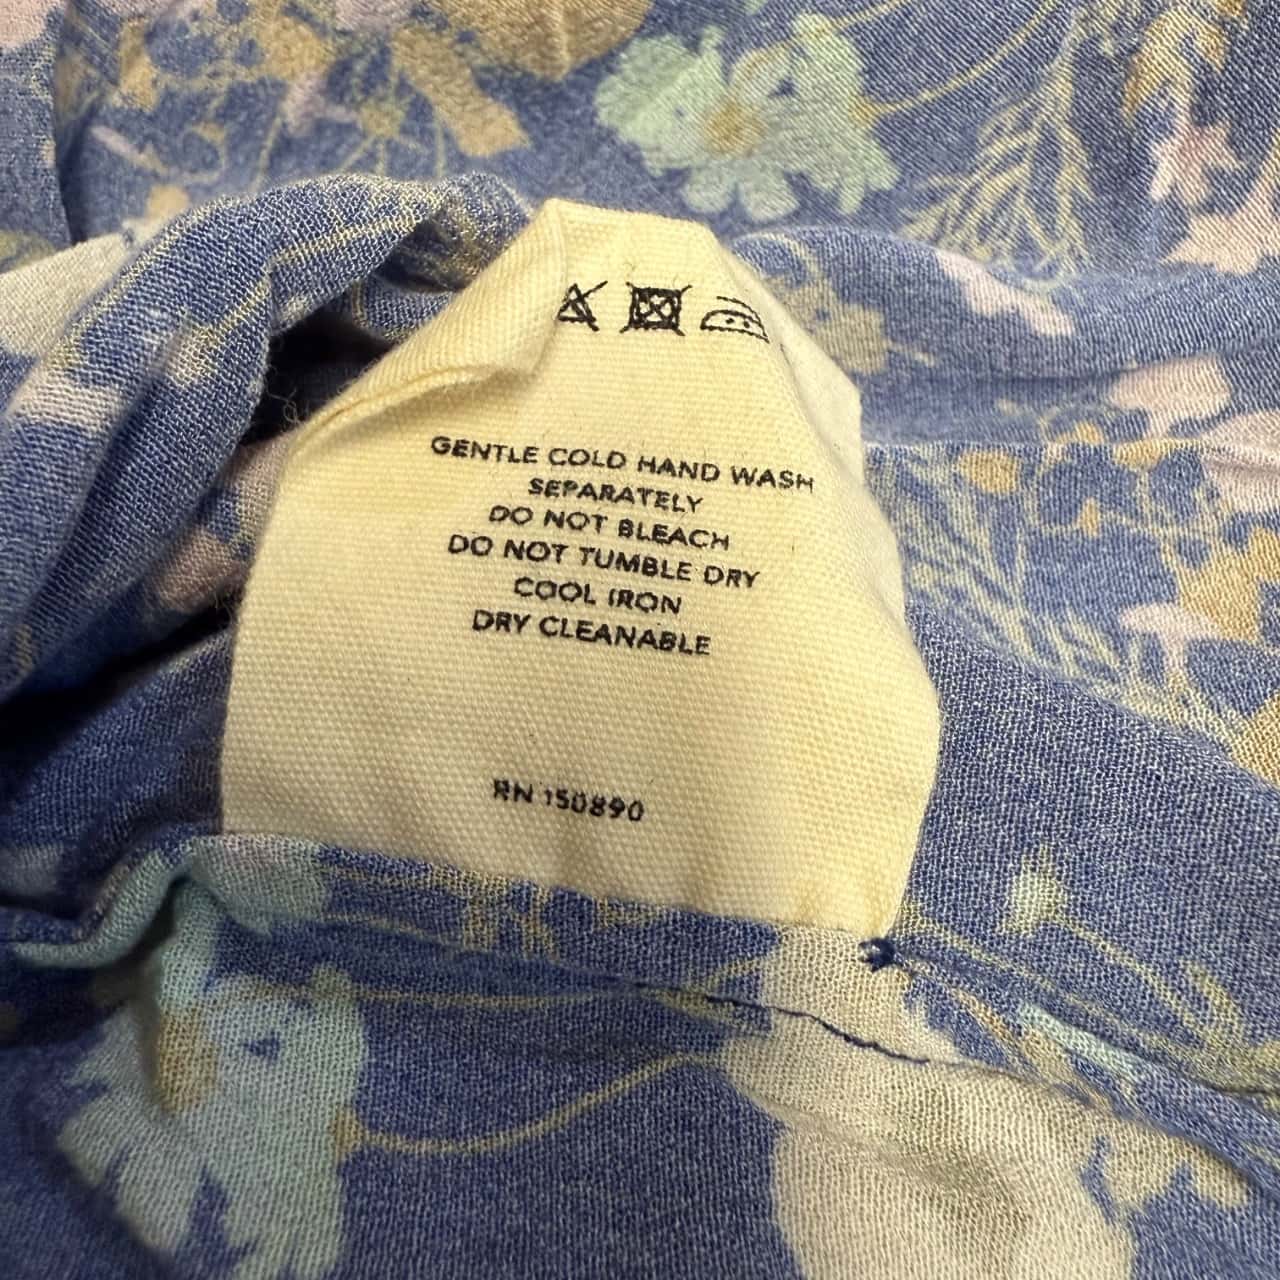 GENTLE COLD HAND WASH
SEPARATELY
DO NOT BLEACH
DO NOT TUMBLE DRY
COOL IRON
DRY CLEANABLE
RN 150890